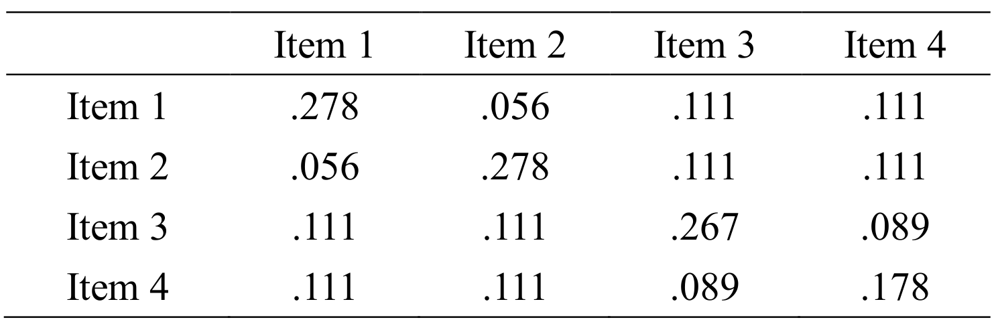 Item 1 Item 2 Item 3 Item 4
Item 1 .278 .056 .111 .111
Item 2 .056 .278 .111 .111
Item 3 .111 .111 .267 .089
Item 4 .111 .111 .089 .178